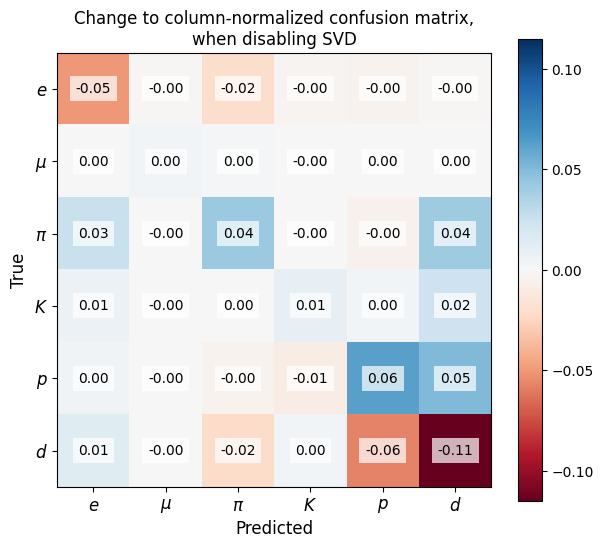 Change to column-normalized confusion matrix,
when disabling SVD
True
e -0.05 -0.00 -0.02 -0.00 -0.00 -0.00
μ 0.00 0.00 0.00 -0.00 0.00 0.00
π 0.03 -0.00 0.04 -0.00 -0.00 0.04
K 0.01 -0.00 0.00 0.01 0.00 0.02
p 0.00 -0.00 -0.00 -0.01 0.06 0.05
d 0.01 -0.00 -0.02 0.00 -0.06 -0.11
e μ π K p d
Predicted
0.10
0.05
0.00
−0.05
−0.10